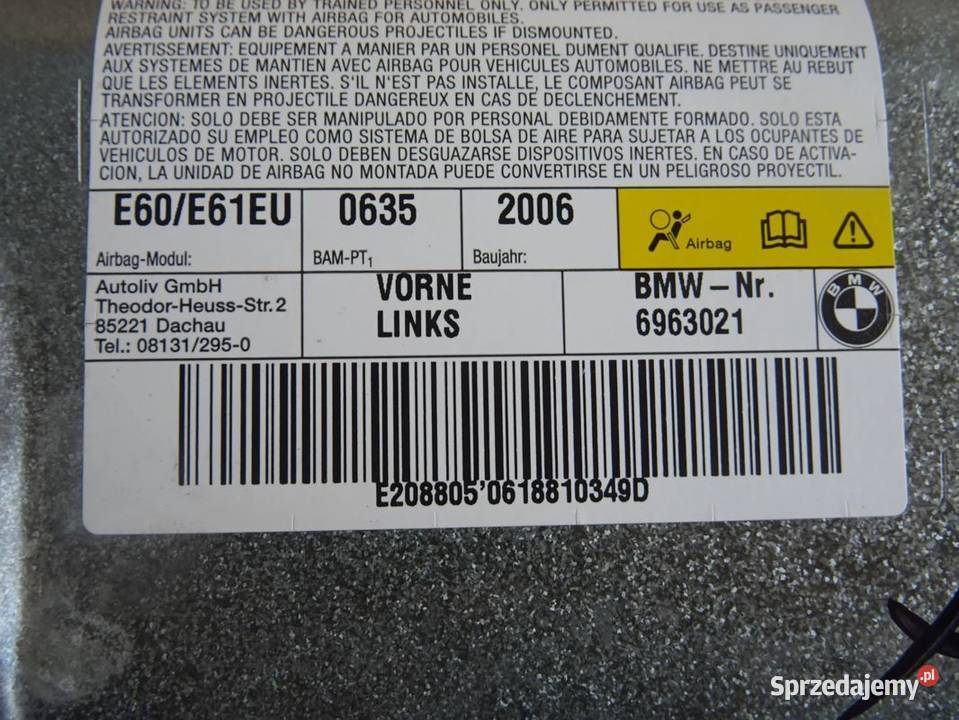 WARNING: TO BE USED BY TRAINED PERSONNEL ONLY. ONLY PERMITTED FOR USE AS PASSENGER
RESTRAINT SYSTEM WITH AIRBAG FOR AUTOMOBILES.
AIRBAG UNITS CAN BE DANGEROUS PROJECTILES IF DISMOUNTED.
AVERTISSEMENT: EQUIPEMENT A MANIER PAR UN PERSONEL DUMENT QUALIFIE. DESTINE UNIQUEMENT
AUX SYSTEMES DE MANTIEN AVEC AIRBAG POUR VEHICULES AUTOMOBILES. NE METTRE AU REBUT
QUE LES ELEMENTS INERTES. S'IL N'EST PAS INSTALLE, LE COMPOSANT AIRBAG PEUT SE
TRANSFORMER EN PROJECTILE DANGEREUX EN CAS DE DECLENCHEMENT.
ATENCION: SOLO DEBE SER MANIPULADO POR PERSONAL DEBIDAMENTE FORMADO. SOLO ESTA
AUTORIZADO SU EMPLEO COMO SISTEMA DE BOLSA DE AIRE PARA SUJETAR A LOS OCUPANTES DE
VEHICULOS DE MOTOR. SOLO DEBEN DESGUAZARSE DISPOSITIVOS INERTES. EN CASO DE ACTIVA-
CION, LA UNIDAD DE AIRBAG NO MONTADA PUEDE CONVERTIRSE EN UN PELIGROSO PROYECTIL.
E60/E61EU 0635 2006
Airbag
Airbag-Modul: BAM-PT1 Baujahr:
Autoliv GmbH
Theodor-Heuss-Str. 2
85221 Dachau
Tel.: 08131/295-0
VORNE
LINKS
BMW-Nr.
6963021
BMW
E208805'0618810349D
Sprzedajemy.pl